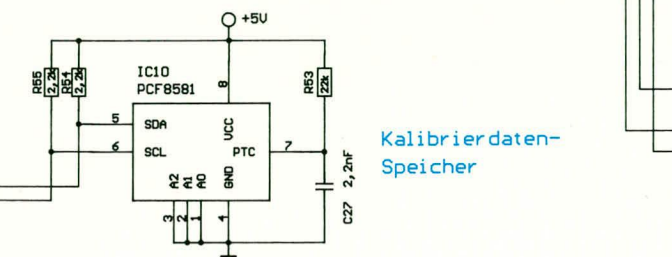 +5V
R55
2,2k
R54
2,2k
IC10
PCF8581
8
R53
22k
5
SDA
VCC
6
SCL
PTC
7
A2
A1
A0
GND
3
2
1
4
C27 2,2nF
Kalibrierdaten-
Speicher